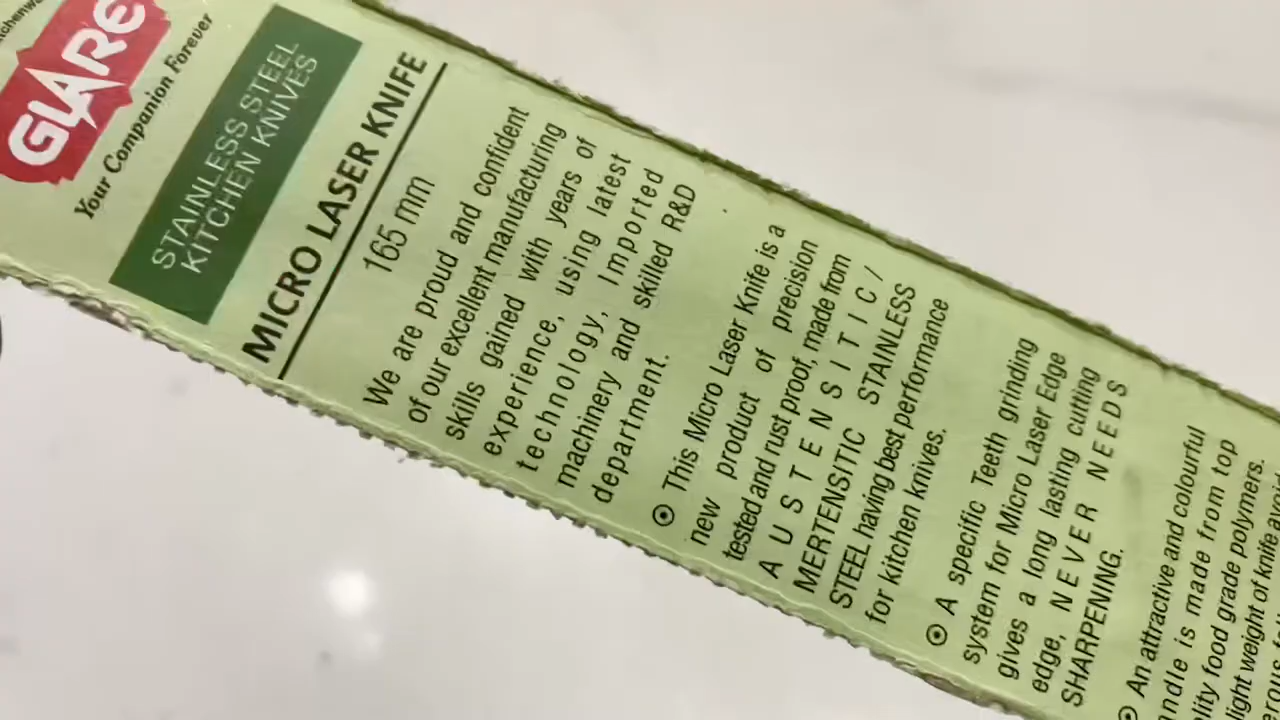 GLARE
Your Companion Forever
STAINLESS STEEL
KITCHEN KNIVES
MICRO LASER KNIFE
165 mm
We are proud and confident
of our excellent manufacturing
skills gained with years of
experience, using latest
technology, Imported
machinery and skilled R&D
department.
This Micro Laser Knife is a
new product of precision
tested and rust proof, made from
AUSTENSITIC/
MERTENSITIC STAINLESS
STEEL having best performance
for kitchen knives.
A specific Teeth grinding
system for Micro Laser Edge
gives a long lasting cutting
edge, NEVER NEEDS
SHARPENING.
An attractive and colourful
is made from top
food grade polymers.
light weight of knife